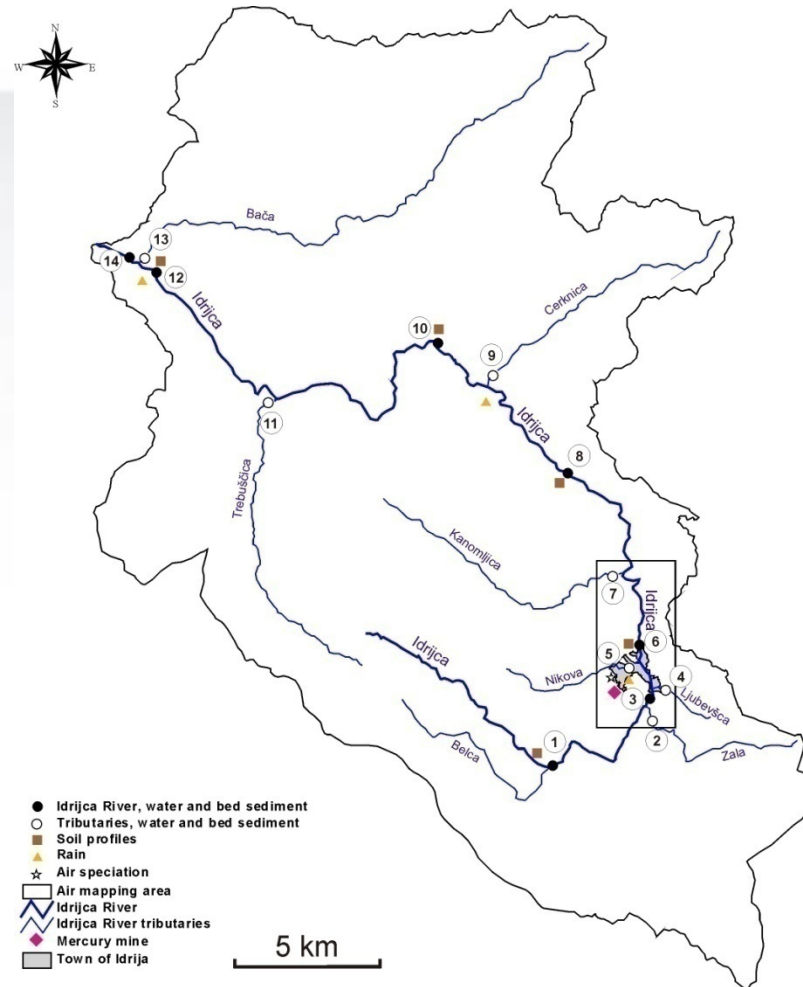 N
W
E
S
Bača
13
14
12
Idrijca
Cerknica
10
9
Idrijca
11
8
Trebuščica
Kanomljica
7
Idrijca
Idrijca
6
5
4
Nikova
3
Ljubevšca
2
1
Belca
Zala
Idrijca River, water and bed sediment
Tributaries, water and bed sediment
Soil profiles
Rain
Air speciation
Air mapping area
Idrijca River
Idrijca River tributaries
Mercury mine
Town of Idrija
5 km